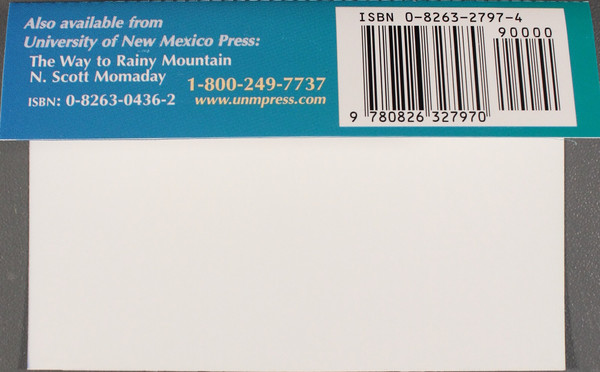 Also available from
University of New Mexico Press:
The Way to Rainy Mountain
N. Scott Momaday
ISBN: 0-8263-0436-2
1-800-249-7737
www.unmpress.com
ISBN 0-8263-2797-4
90000
9 780826 327970